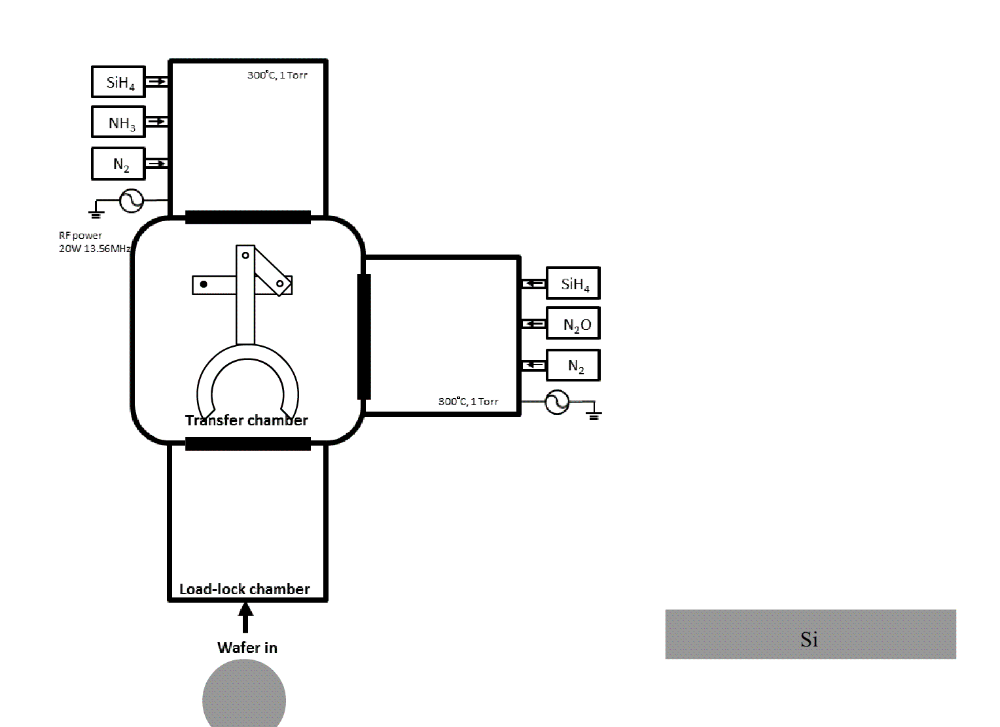 300°C, 1 Torr
SiH₄
NH₃
N₂
RF power
20W 13.56MHz
SiH₄
N₂O
N₂
300°C, 1 Torr
Transfer chamber
Load-lock chamber
Wafer in
Si